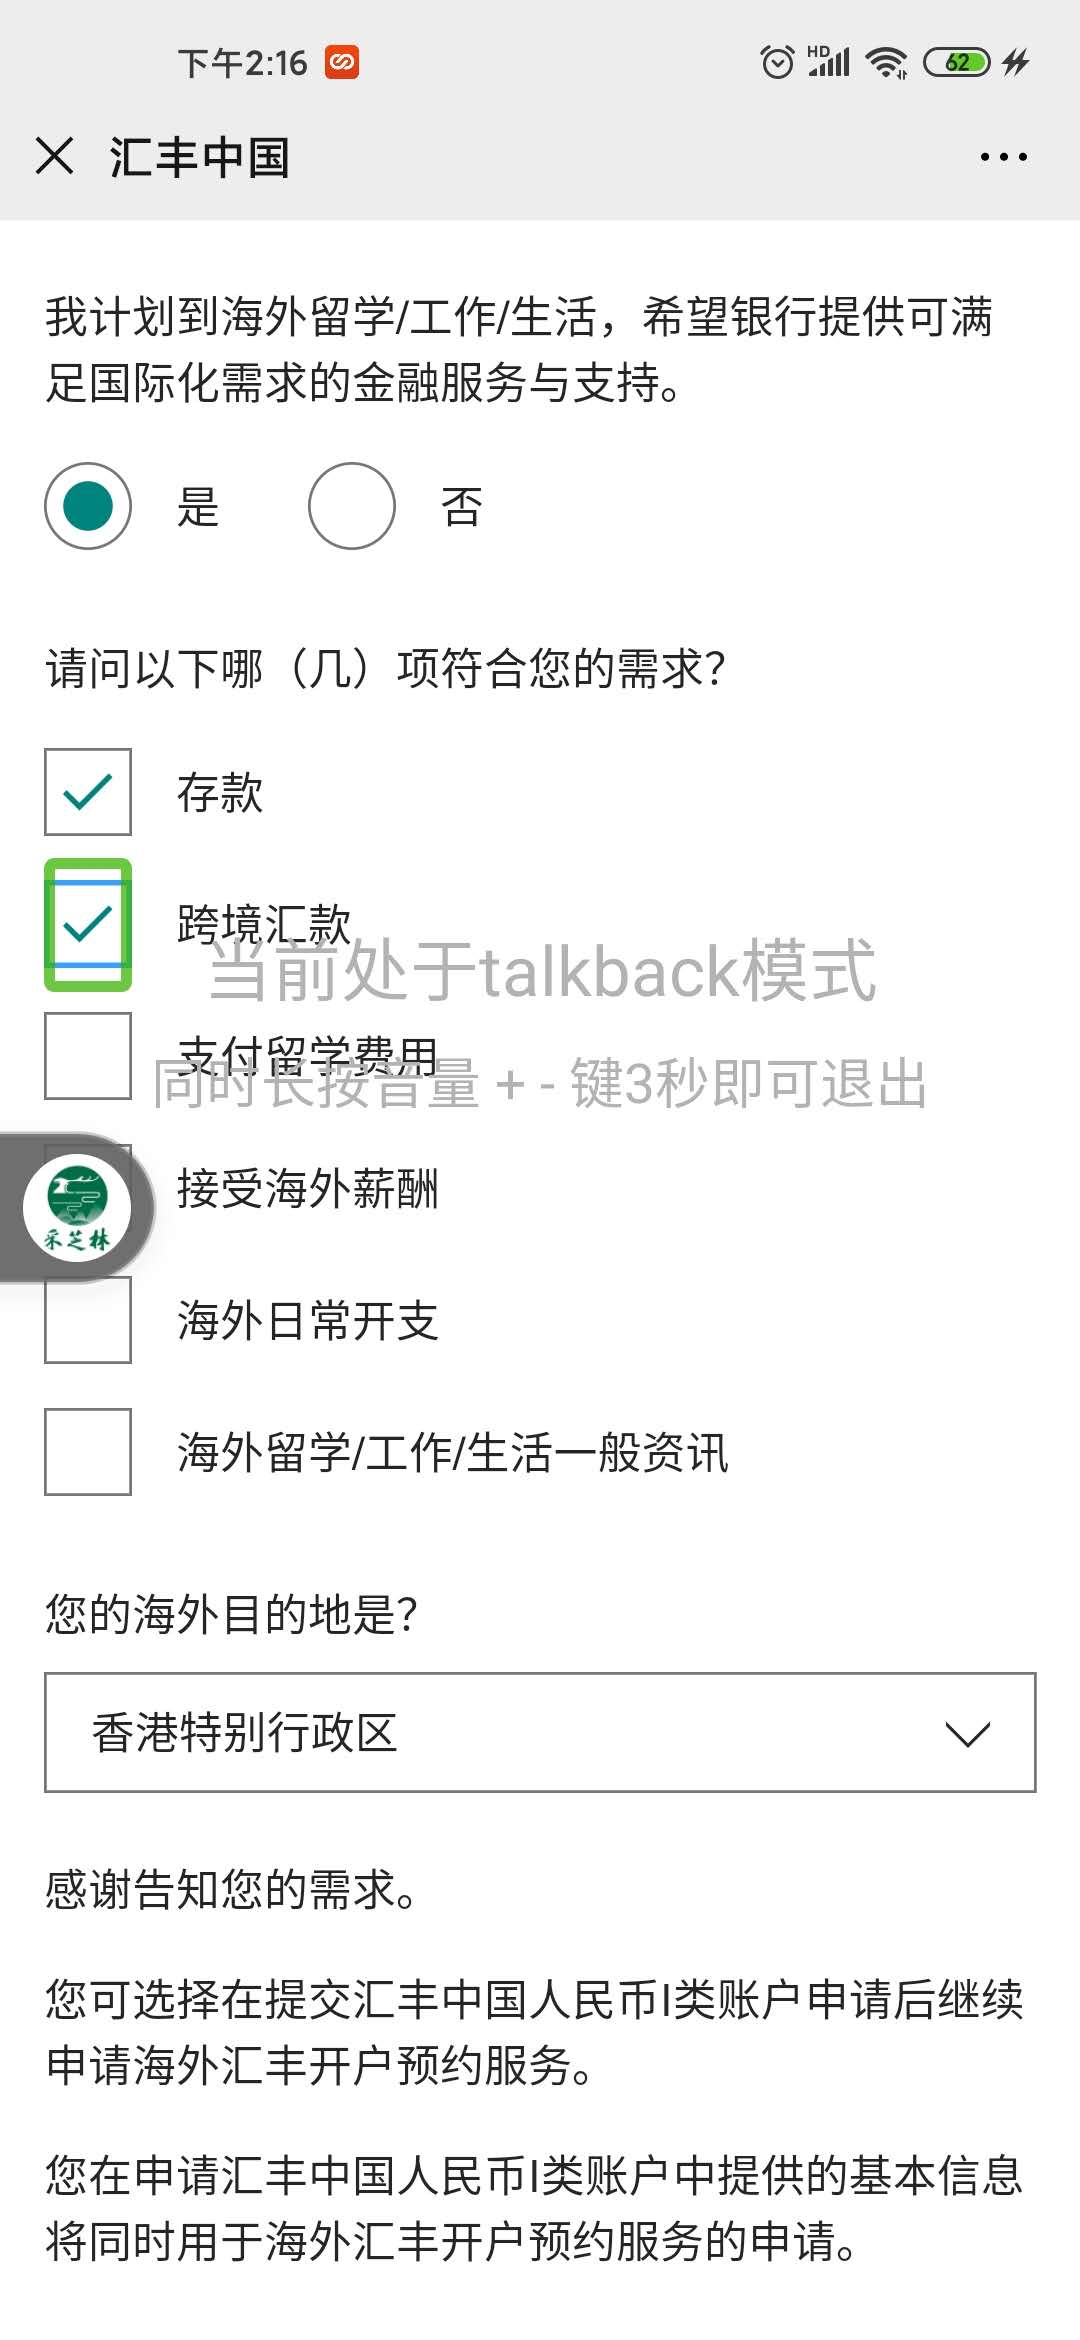 下午2:16
HD
62
汇丰中国
我计划到海外留学/工作/生活，希望银行提供可满
足国际化需求的金融服务与支持。
是
否
请问以下哪（几）项符合您的需求？
存款
跨境汇款
当前处于talkback模式
支付留学费用
同时长按音量 + - 键3秒即可退出
接受海外薪酬
采芝林
海外日常开支
海外留学/工作/生活一般资讯
您的海外目的地是？
香港特别行政区
感谢告知您的需求。
您可选择在提交汇丰中国人民币I类账户申请后继续
申请海外汇丰开户预约服务。
您在申请汇丰中国人民币I类账户中提供的基本信息
将同时用于海外汇丰开户预约服务的申请。